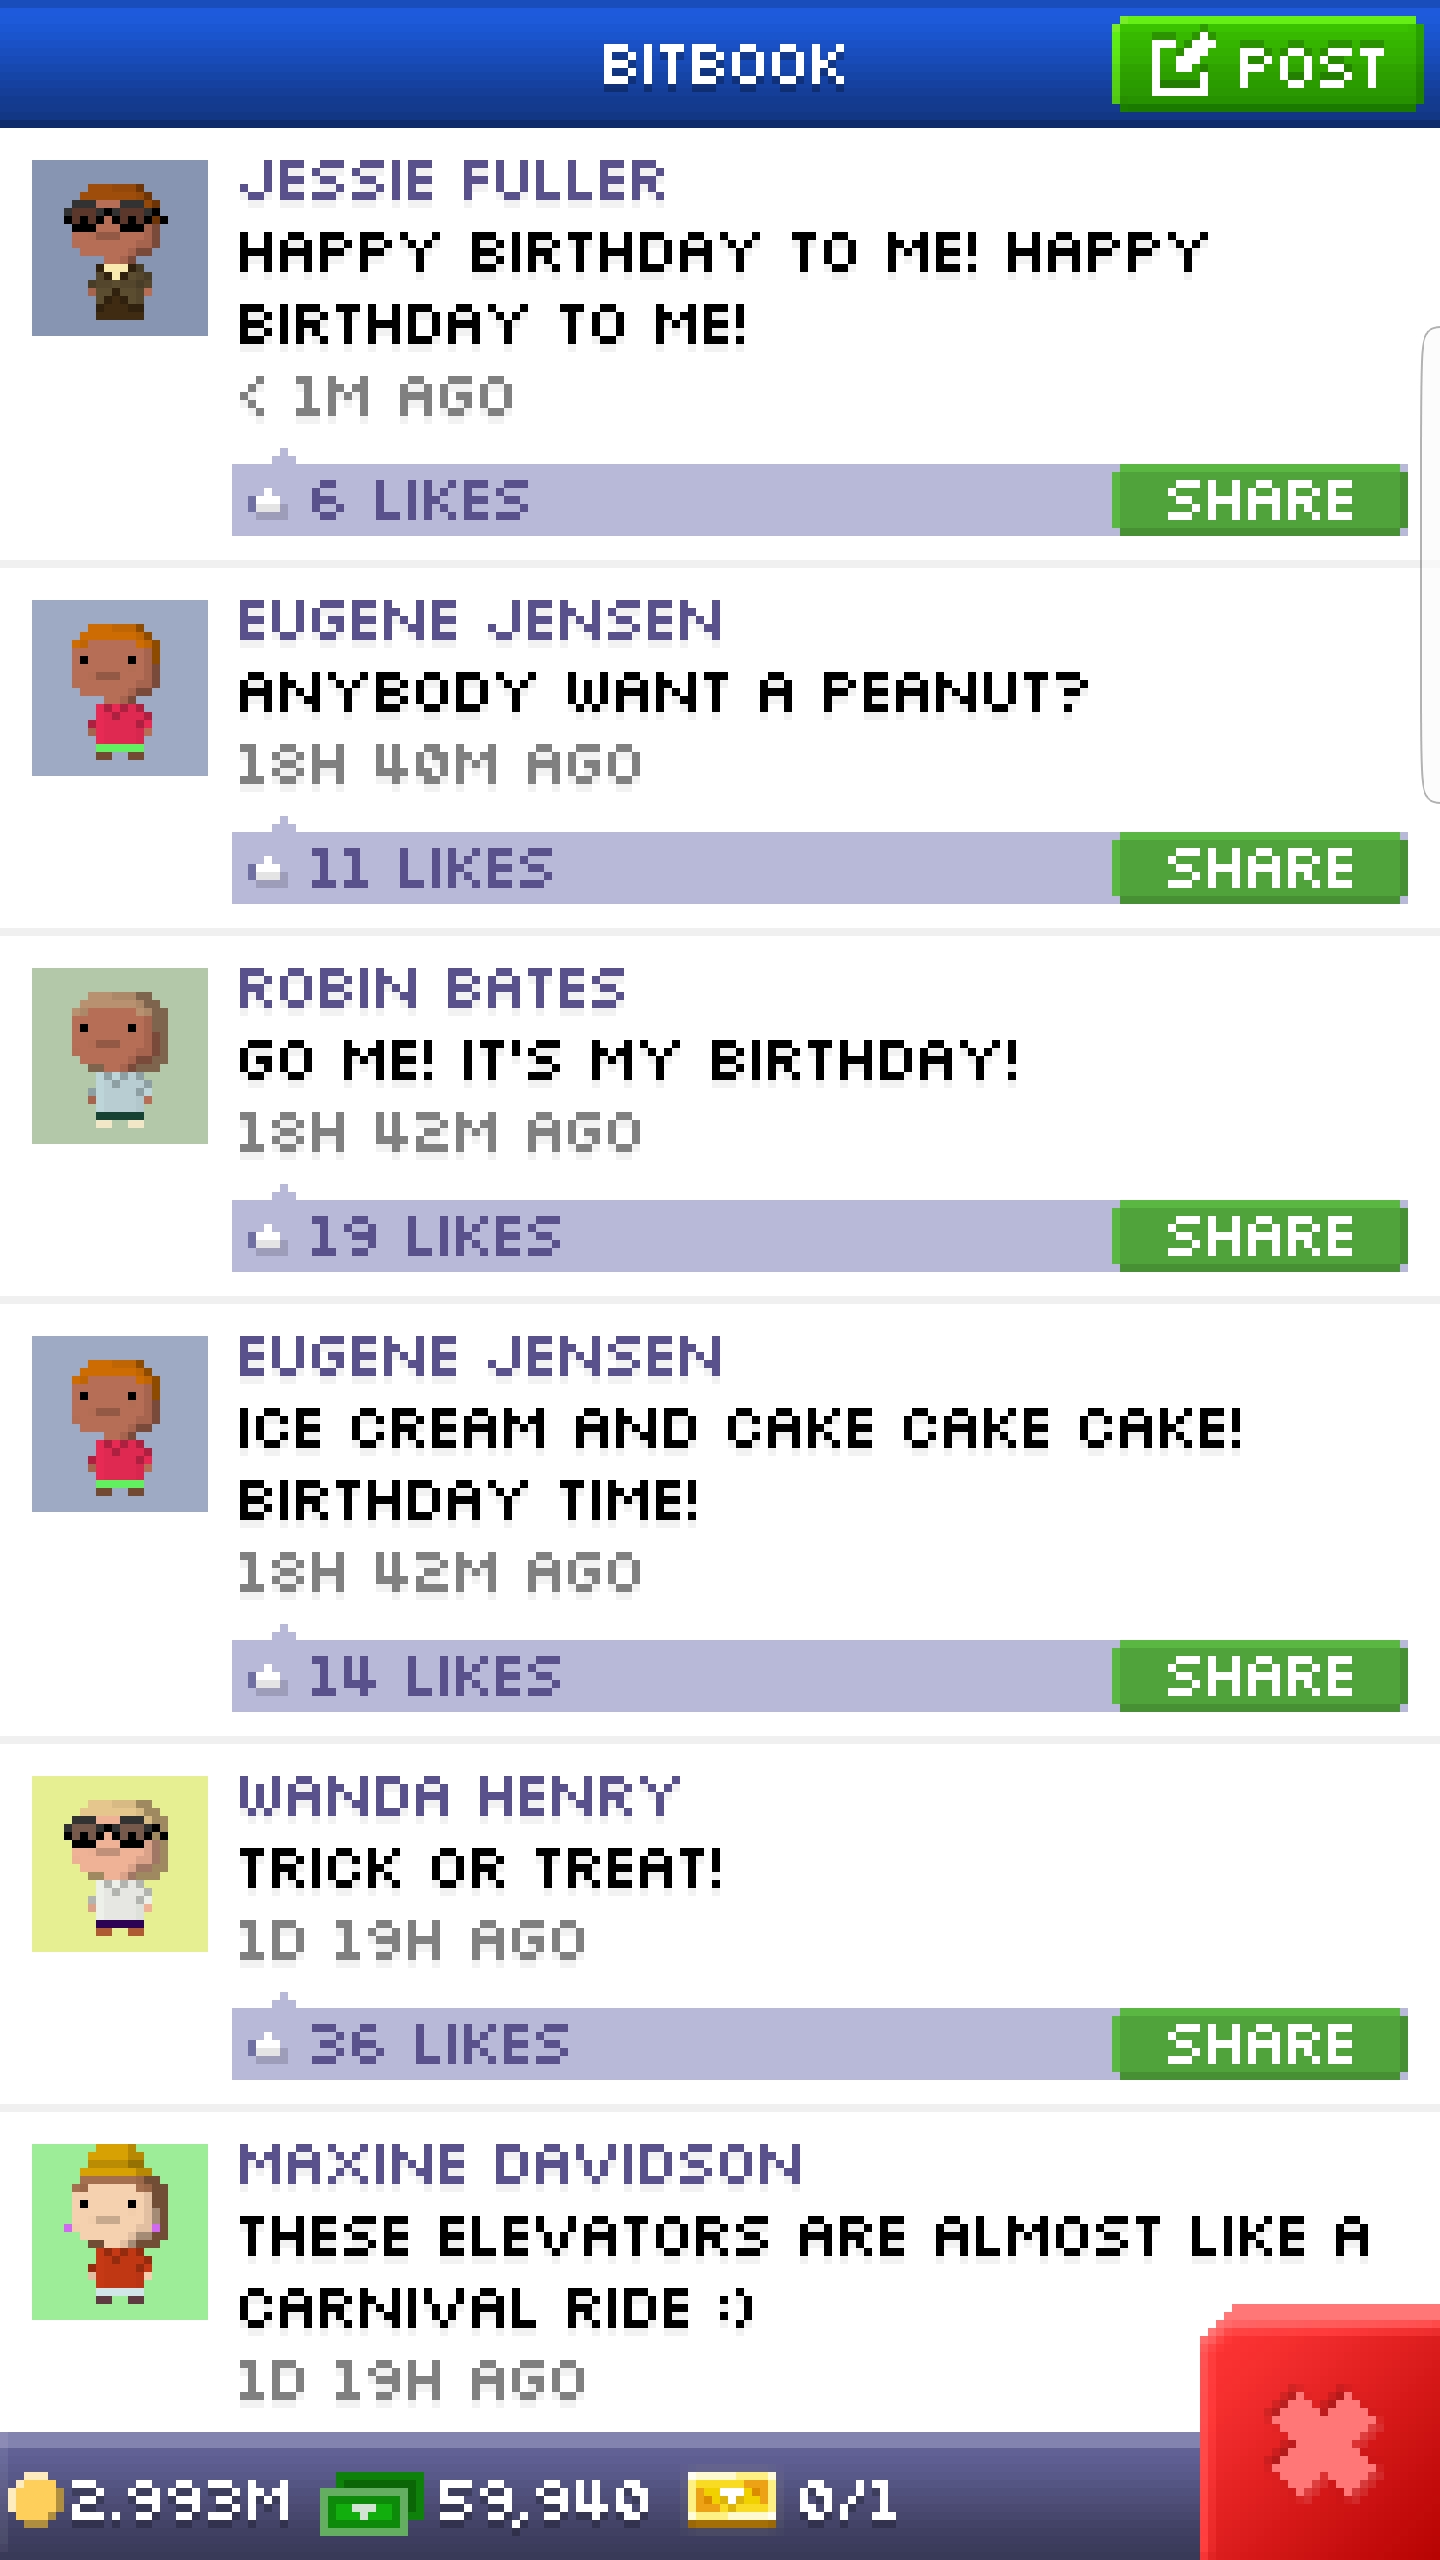 BITBOOK
POST
JESSIE FULLER
HAPPY BIRTHDAY TO ME! HAPPY
BIRTHDAY TO ME!
< 1M AGO
6 LIKES
SHARE
EUGENE JENSEN
ANYBODY WANT A PEANUT?
18H 40M AGO
11 LIKES
SHARE
ROBIN BATES
GO ME! IT'S MY BIRTHDAY!
18H 42M AGO
19 LIKES
SHARE
EUGENE JENSEN
ICE CREAM AND CAKE CAKE CAKE!
BIRTHDAY TIME!
18H 42M AGO
14 LIKES
SHARE
WANDA HENRY
TRICK OR TREAT!
1D 19H AGO
36 LIKES
SHARE
MAXINE DAVIDSON
THESE ELEVATORS ARE ALMOST LIKE A
CARNIVAL RIDE :)
1D 19H AGO
2.993M
59,940
0/1